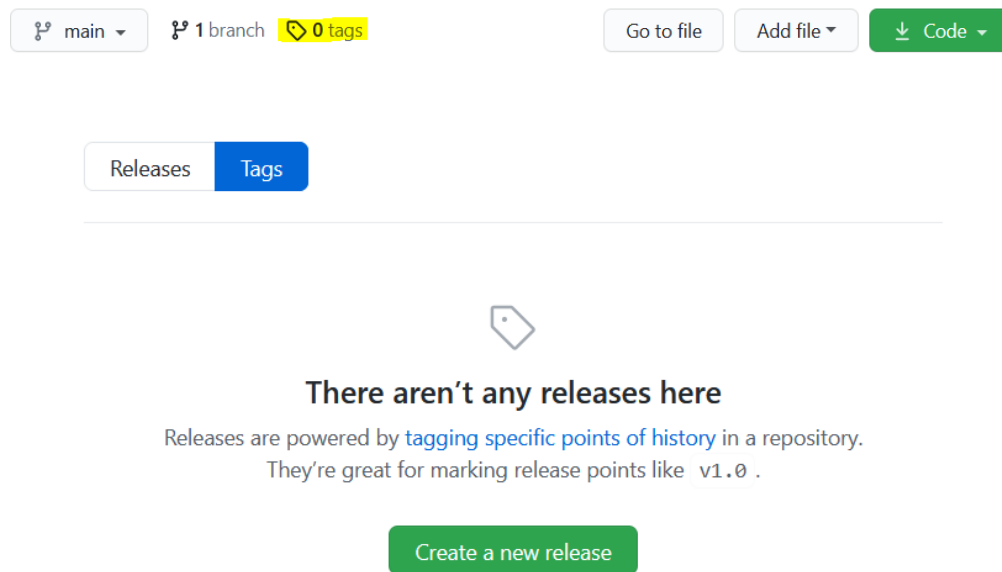 main 1 branch 0 tags Go to file Add file Code
Releases Tags
There aren’t any releases here
Releases are powered by tagging specific points of history in a repository.
They’re great for marking release points like v1.0 .
Create a new release